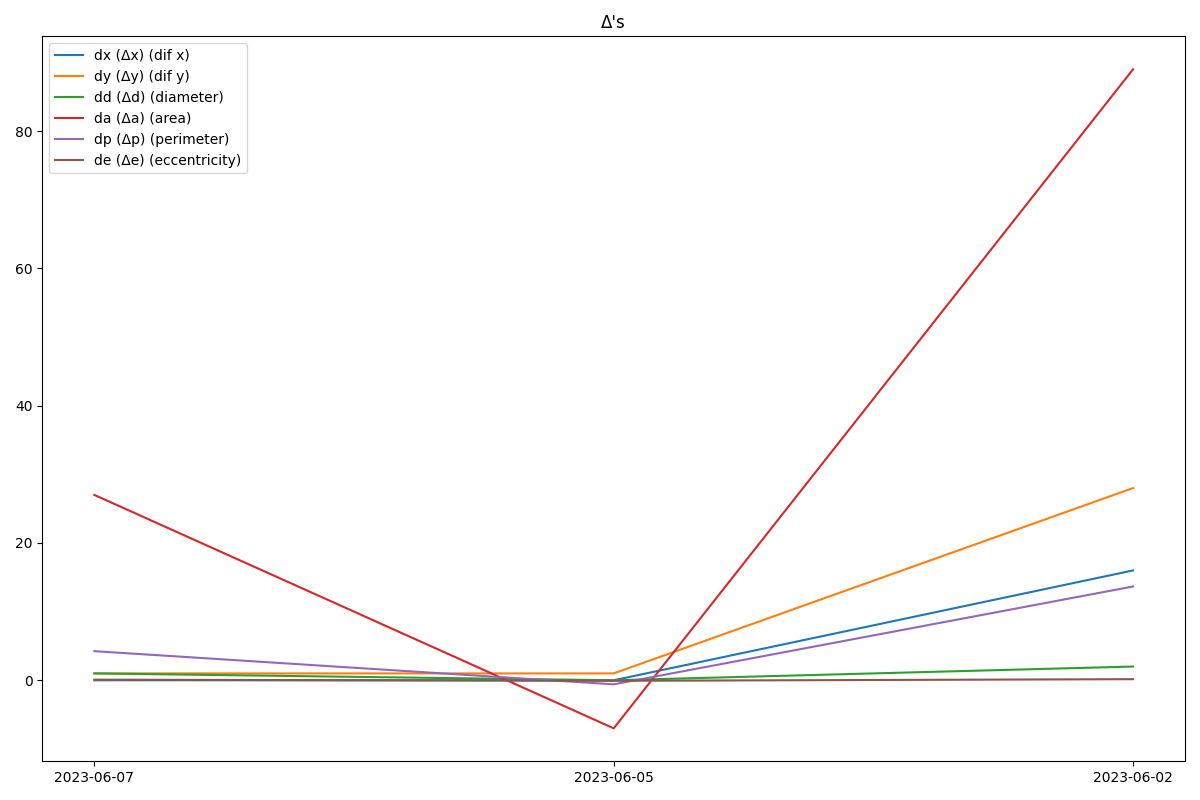 Δ's
dx (Δx) (dif x)
dy (Δy) (dif y)
dd (Δd) (diameter)
da (Δa) (area)
dp (Δp) (perimeter)
de (Δe) (eccentricity)
80
60
40
20
0
2023-06-07 2023-06-05 2023-06-02